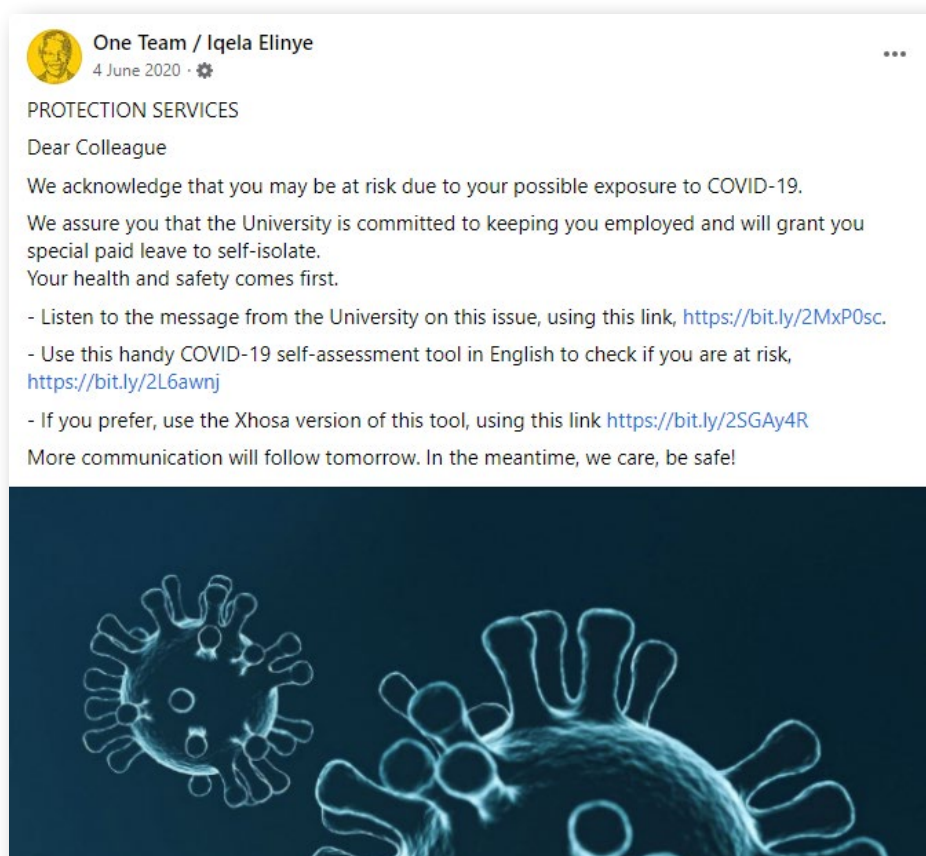 One Team / Iqela Elinye
4 June 2020 ·
PROTECTION SERVICES
Dear Colleague
We acknowledge that you may be at risk due to your possible exposure to COVID-19.
We assure you that the University is committed to keeping you employed and will grant you
special paid leave to self-isolate.
Your health and safety comes first.
- Listen to the message from the University on this issue, using this link, https://bit.ly/2MxP0sc.
- Use this handy COVID-19 self-assessment tool in English to check if you are at risk,
https://bit.ly/2L6awnj
- If you prefer, use the Xhosa version of this tool, using this link https://bit.ly/2SGAy4R
More communication will follow tomorrow. In the meantime, we care, be safe!